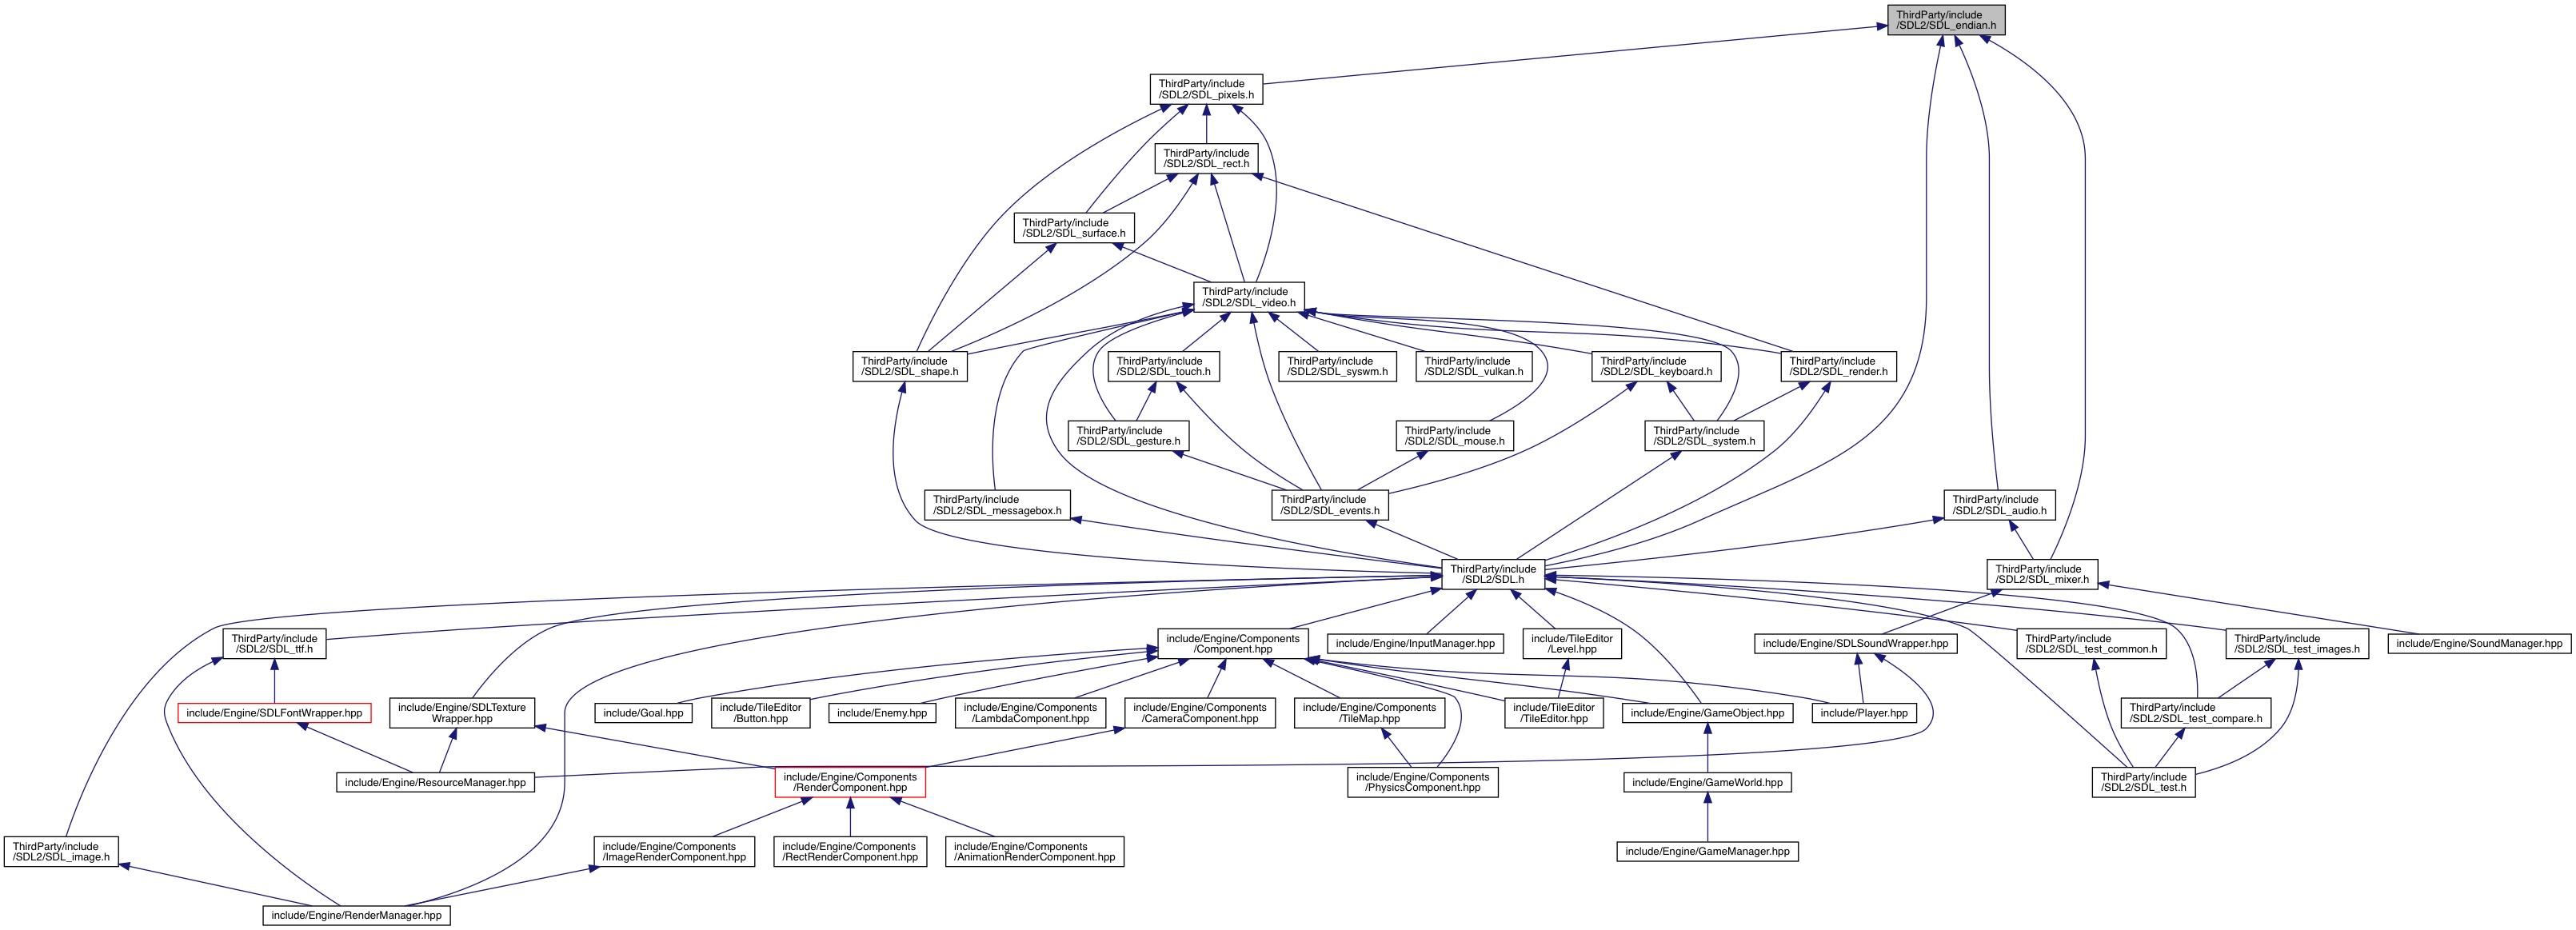 ThirdParty/include
/SDL2/SDL_endian.h
ThirdParty/include
/SDL2/SDL_pixels.h
ThirdParty/include
/SDL2/SDL_rect.h
ThirdParty/include
/SDL2/SDL_surface.h
ThirdParty/include
/SDL2/SDL_video.h
ThirdParty/include
/SDL2/SDL_shape.h
ThirdParty/include
/SDL2/SDL_touch.h
ThirdParty/include
/SDL2/SDL_syswm.h
ThirdParty/include
/SDL2/SDL_vulkan.h
ThirdParty/include
/SDL2/SDL_keyboard.h
ThirdParty/include
/SDL2/SDL_render.h
ThirdParty/include
/SDL2/SDL_gesture.h
ThirdParty/include
/SDL2/SDL_mouse.h
ThirdParty/include
/SDL2/SDL_system.h
ThirdParty/include
/SDL2/SDL_messagebox.h
ThirdParty/include
/SDL2/SDL_events.h
ThirdParty/include
/SDL2/SDL_audio.h
ThirdParty/include
/SDL2/SDL.h
ThirdParty/include
/SDL2/SDL_mixer.h
ThirdParty/include
/SDL2/SDL_ttf.h
include/Engine/Components
/Component.hpp
include/Engine/InputManager.hpp
include/TileEditor
/Level.hpp
include/Engine/SDLSoundWrapper.hpp
ThirdParty/include
/SDL2/SDL_test_common.h
ThirdParty/include
/SDL2/SDL_test_images.h
include/Engine/SoundManager.hpp
include/Engine/SDLFontWrapper.hpp
include/Engine/SDLTexture
Wrapper.hpp
include/Goal.hpp
include/TileEditor
/Button.hpp
include/Enemy.hpp
include/Engine/Components
/LambdaComponent.hpp
include/Engine/Components
/CameraComponent.hpp
include/Engine/Components
/TileMap.hpp
include/TileEditor
/TileEditor.hpp
include/Engine/GameObject.hpp
include/Player.hpp
ThirdParty/include
/SDL2/SDL_test_compare.h
include/Engine/ResourceManager.hpp
include/Engine/Components
/RenderComponent.hpp
include/Engine/Components
/PhysicsComponent.hpp
include/Engine/GameWorld.hpp
ThirdParty/include
/SDL2/SDL_test.h
ThirdParty/include
/SDL2/SDL_image.h
include/Engine/Components
/ImageRenderComponent.hpp
include/Engine/Components
/RectRenderComponent.hpp
include/Engine/Components
/AnimationRenderComponent.hpp
include/Engine/GameManager.hpp
include/Engine/RenderManager.hpp